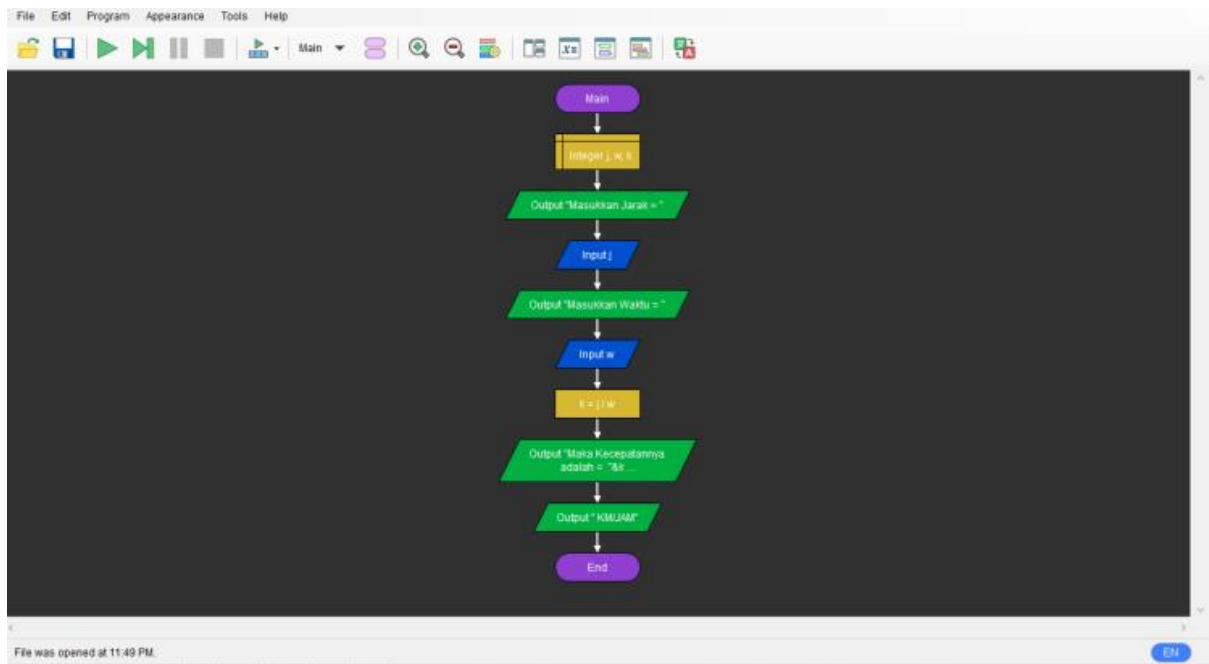 File Edit Program Appearance Tools Help
Main
Main
Integer j, w, k
Output "Masukkan Jarak = "
Input j
Output "Masukkan Waktu = "
Input w
k = j / w
Output "Maka Kecepatannya
adalah = "&k ...
Output " KM/JAM"
End
File was opened at 11:49 PM.
EN